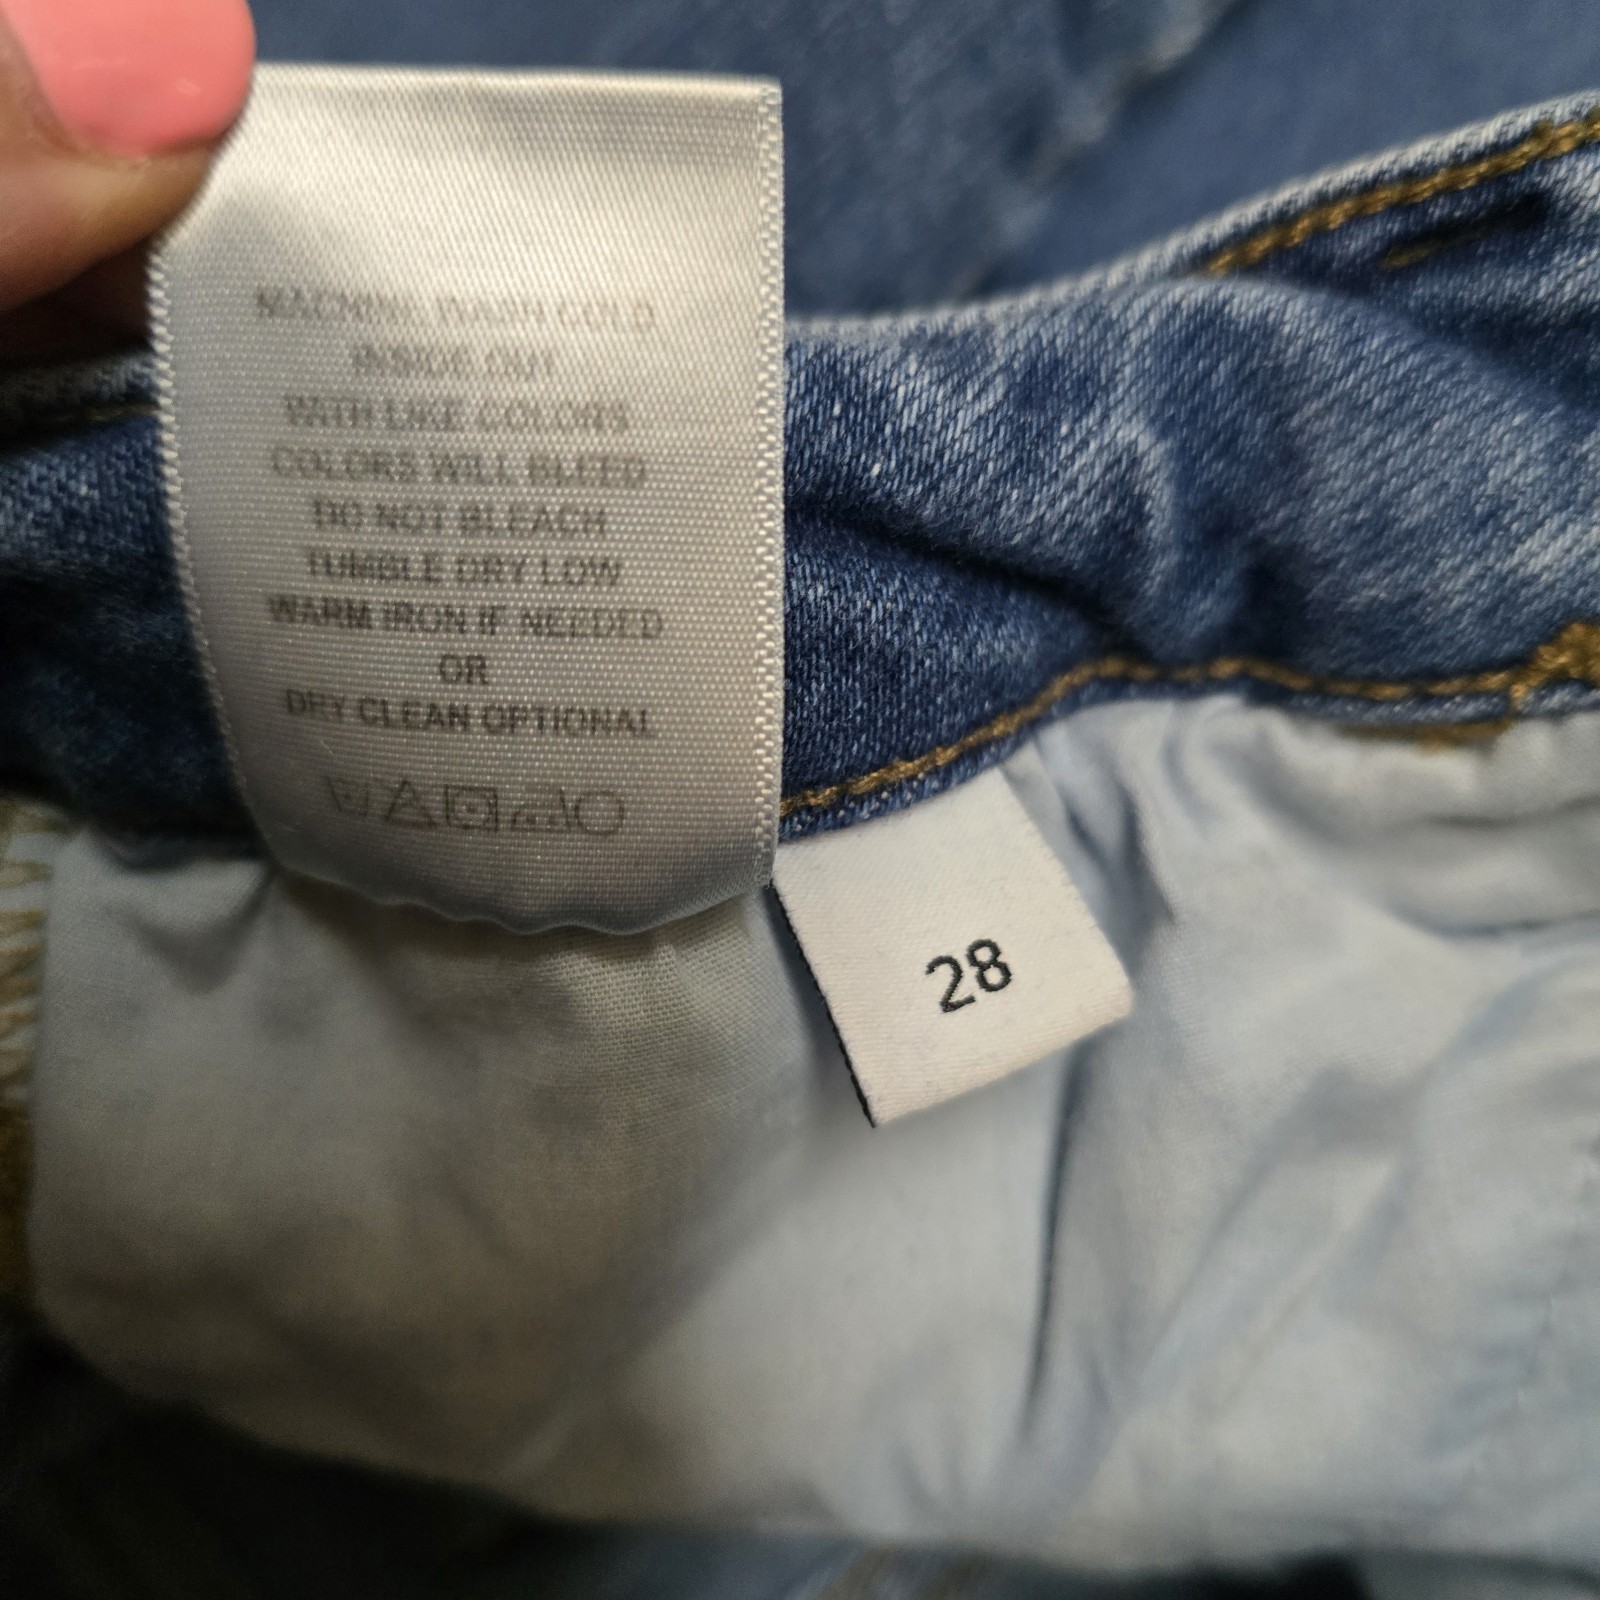 MACHINE WASH COLD
INSIDE OUT
WITH LIKE COLORS
COLORS WILL BLEED
DO NOT BLEACH
TUMBLE DRY LOW
WARM IRON IF NEEDED
OR
DRY CLEAN OPTIONAL
28